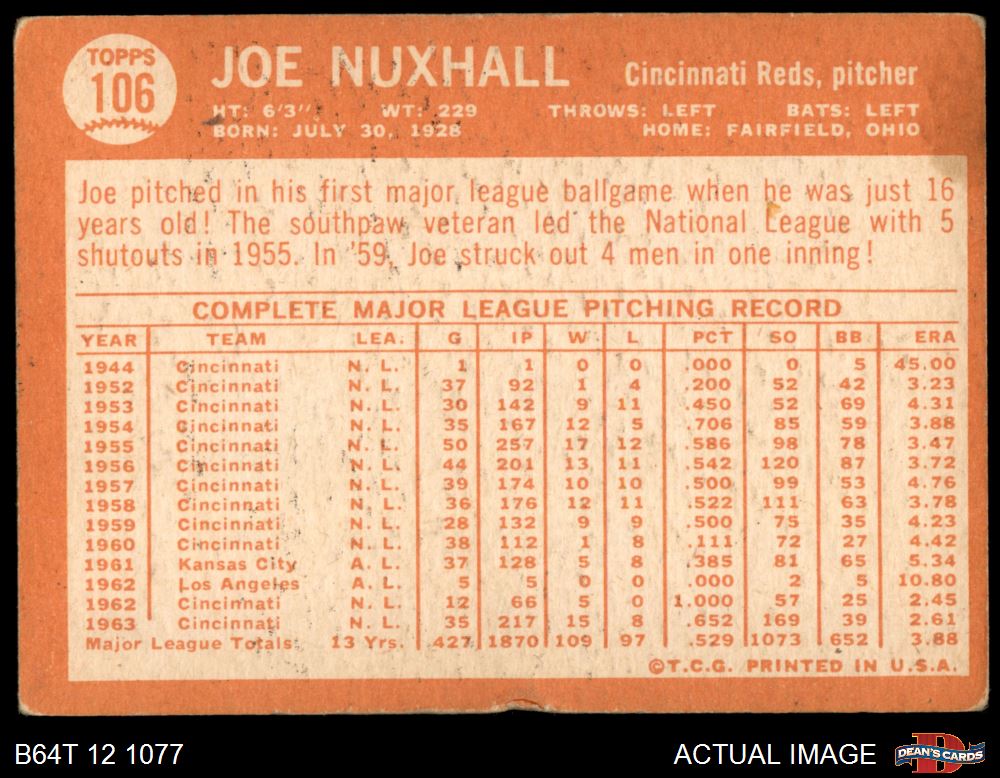 TOPPS
106
JOE NUXHALL Cincinnati Reds, pitcher
HT: 6'3" WT: 229 THROWS: LEFT BATS: LEFT
BORN: JULY 30, 1928 HOME: FAIRFIELD, OHIO
Joe pitched in his first major league ballgame when he was just 16
years old! The southpaw veteran led the National League with 5
shutouts in 1955. In '59, Joe struck out 4 men in one inning!
COMPLETE MAJOR LEAGUE PITCHING RECORD
YEAR TEAM LEA. G IP W L PCT SO BB ERA
1944 Cincinnati N. L. 1 1 0 0 .000 0 5 45.00
1952 Cincinnati N. L. 37 92 1 4 .200 52 42 3.23
1953 Cincinnati N. L. 30 142 9 11 .450 52 69 4.31
1954 Cincinnati N. L. 35 167 12 5 .706 85 59 3.88
1955 Cincinnati N. L. 50 257 17 12 .586 98 78 3.47
1956 Cincinnati N. L. 44 201 13 11 .542 120 87 3.72
1957 Cincinnati N. L. 39 174 10 10 .500 99 53 4.76
1958 Cincinnati N. L. 36 176 12 11 .522 111 63 3.78
1959 Cincinnati N. L. 28 132 9 9 .500 75 35 4.23
1960 Cincinnati N. L. 38 112 1 8 .111 72 27 4.42
1961 Kansas City A. L. 37 128 5 8 .385 81 65 5.34
1962 Los Angeles A. L. 5 5 0 0 .000 2 5 10.80
1962 Cincinnati N. L. 12 66 5 0 1.000 57 25 2.45
1963 Cincinnati N. L. 35 217 15 8 .652 169 39 2.61
Major League Totals 13 Yrs. 427 1870 109 97 .529 1073 652 3.88
©T.C.G. PRINTED IN U.S.A.
B64T 12 1077 ACTUAL IMAGE DEAN'S CARDS